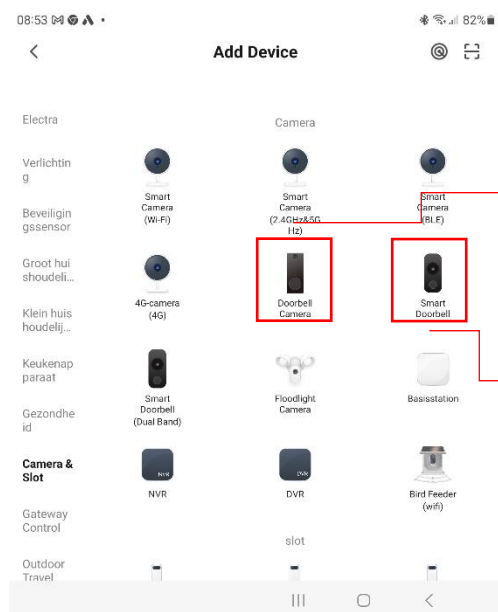 08:53
82%
Add Device
Electra
Verlichtin
g
Beveiligin
gssensor
Groot hui
shoudeli...
Klein huis
houdelij...
Keukenap
paraat
Gezondhe
id
Camera &
Slot
Gateway
Control
Outdoor
Travel
Camera
Smart
Camera
(Wi-Fi)
Smart
Camera
(2.4GHz&5G
Hz)
Smart
Camera
(BLE)
4G-camera
(4G)
Doorbell
Camera
Smart
Doorbell
Smart
Doorbell
(Dual Band)
Floodlight
Camera
Basisstation
NVR
NVR
DVR
DVR
Bird Feeder
(wifi)
slot